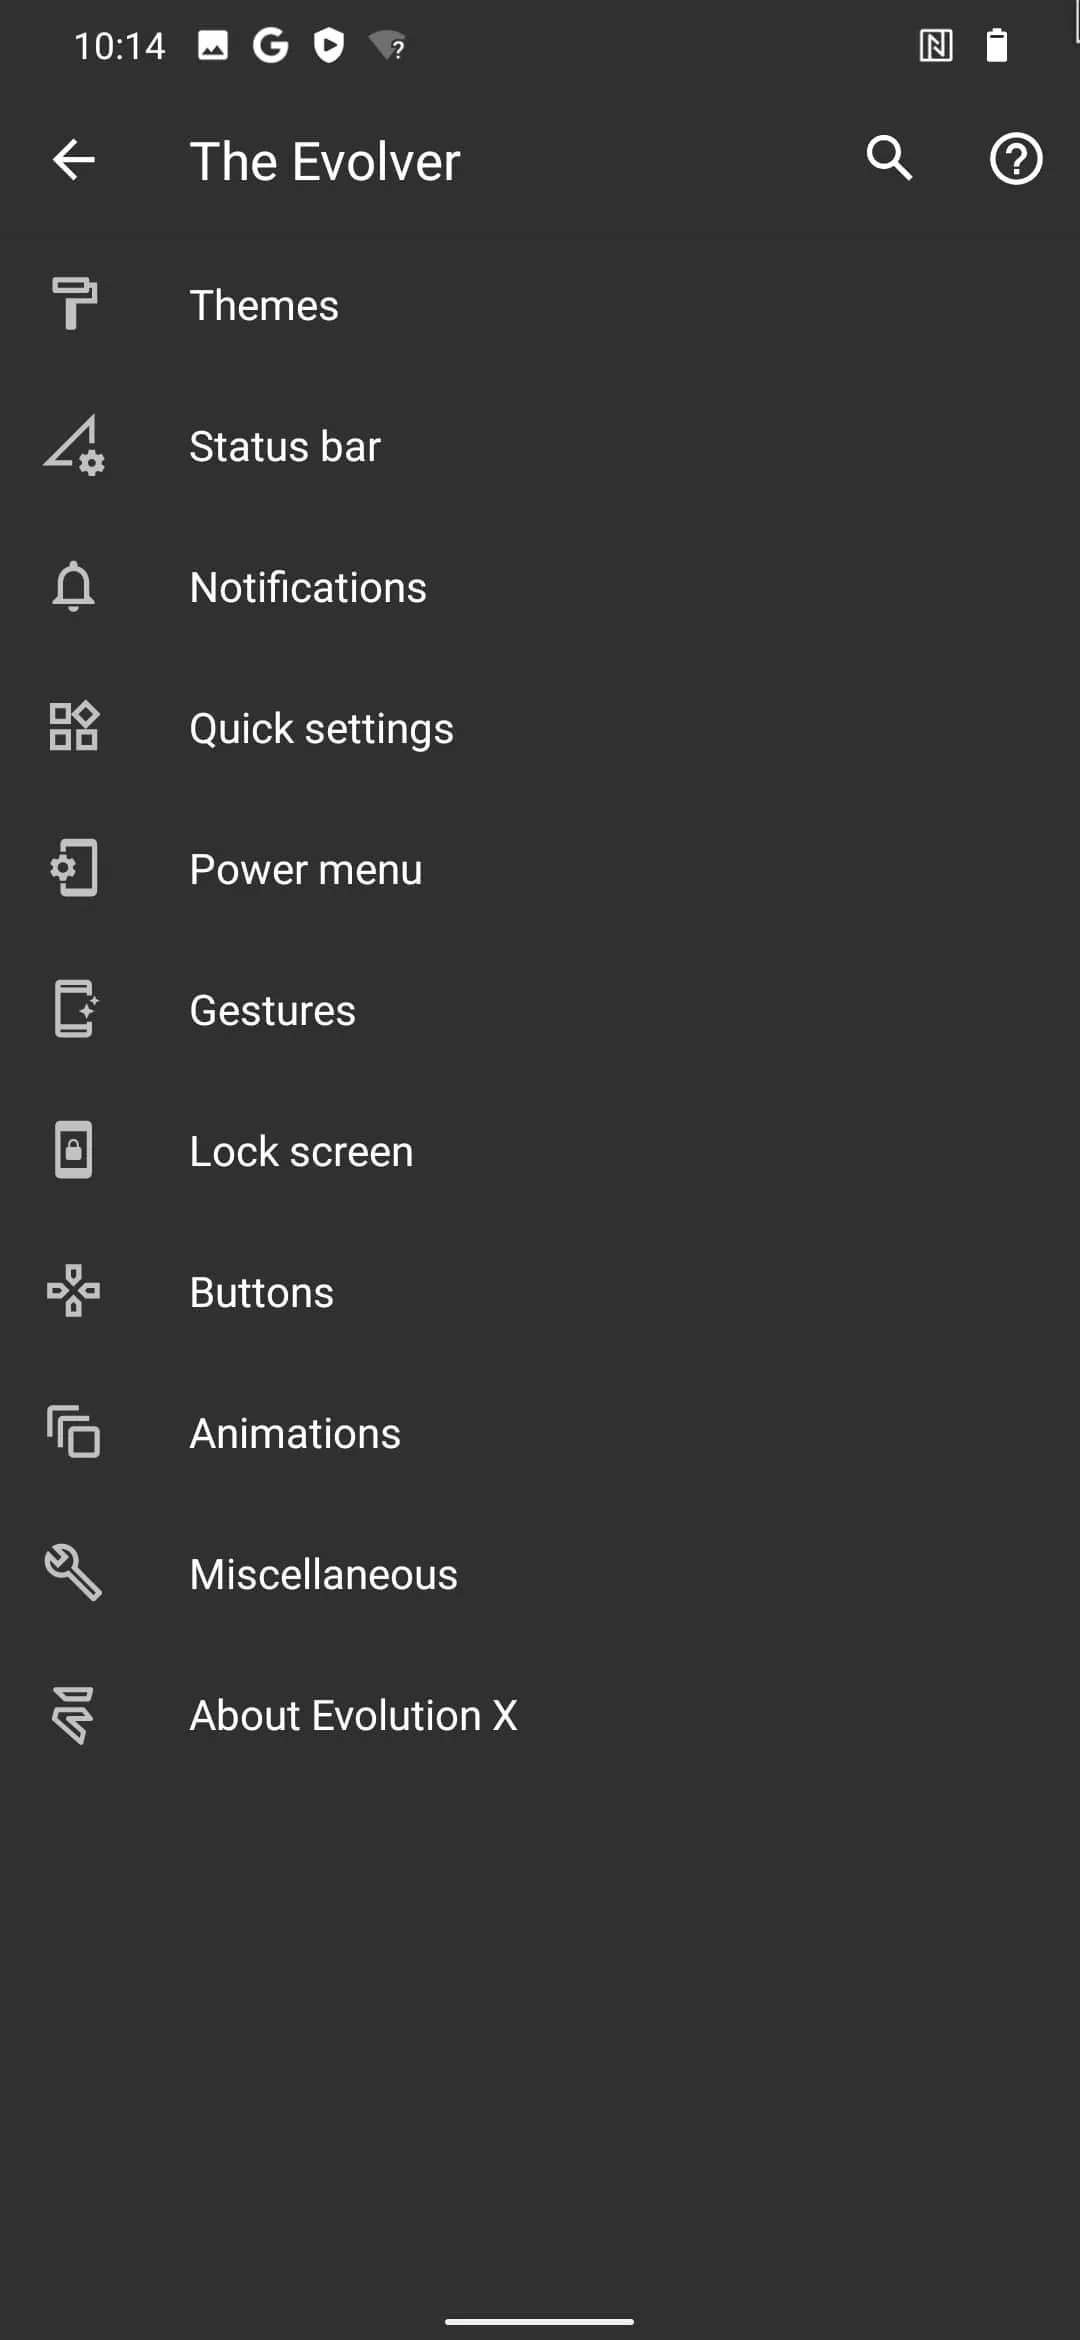 10:14
The Evolver
Themes
Status bar
Notifications
Quick settings
Power menu
Gestures
Lock screen
Buttons
Animations
Miscellaneous
About Evolution X